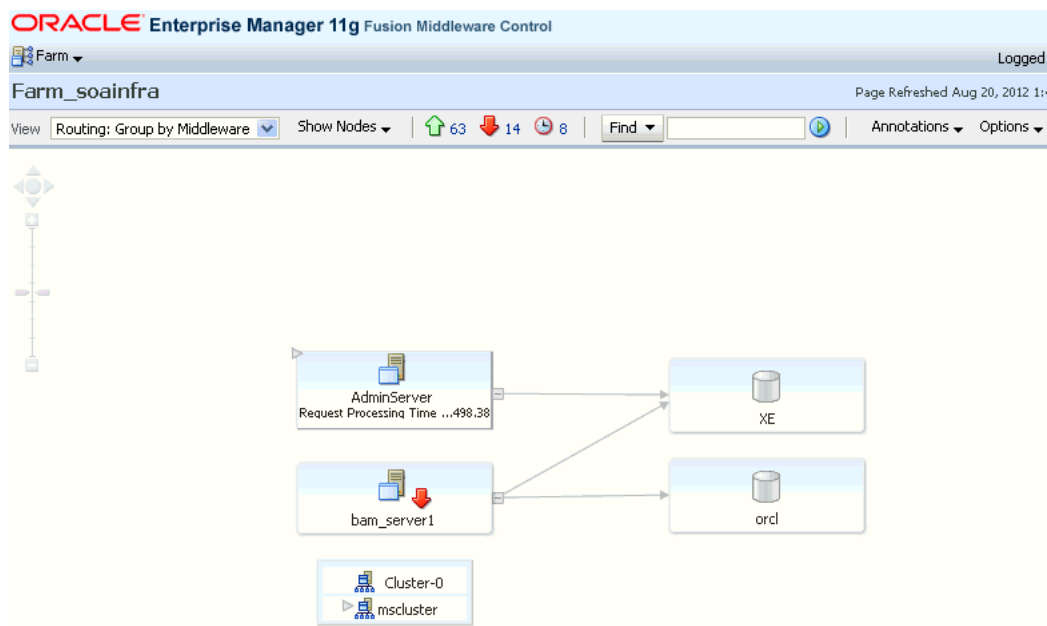 ORACLE Enterprise Manager 11g Fusion Middleware Control
Farm
Logged
Farm_soainfra
Page Refreshed Aug 20, 2012 1:
View Routing: Group by Middleware Show Nodes 63 14 8 Find Annotations Options
AdminServer
Request Processing Time ...498.38
XE
bam_server1
orcl
Cluster-0
mscluster